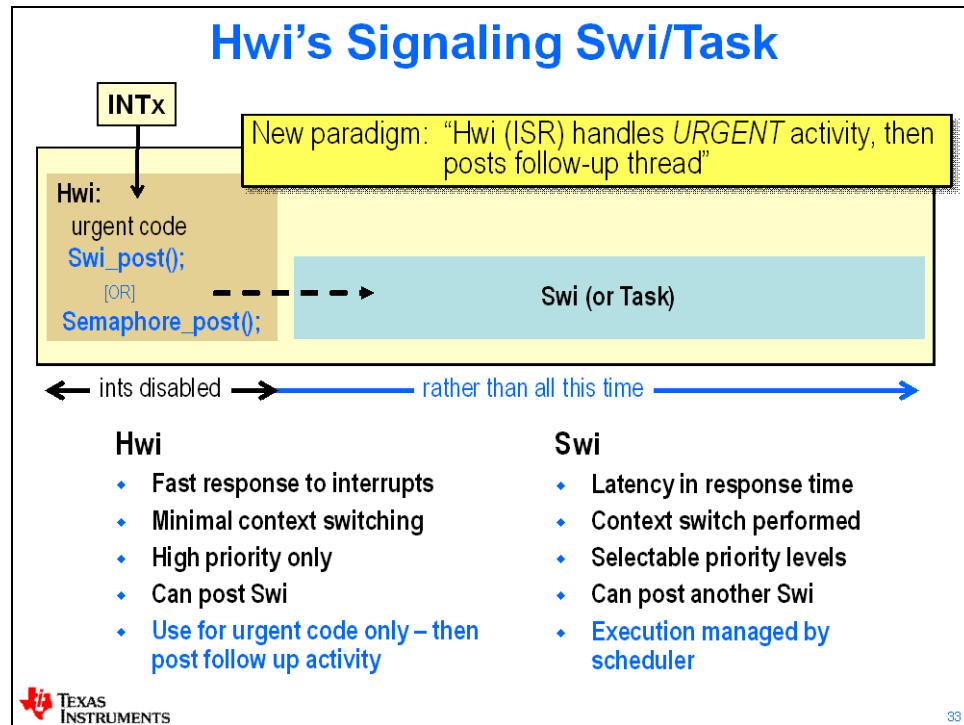 Hwi's Signaling Swi/Task
INTx
New paradigm: "Hwi (ISR) handles URGENT activity, then
posts follow-up thread"
Hwi:
urgent code
Swi_post();
[OR]
Semaphore_post();
Swi (or Task)
ints disabled
rather than all this time
Hwi
Fast response to interrupts
Minimal context switching
High priority only
Can post Swi
Use for urgent code only – then
post follow up activity
Swi
Latency in response time
Context switch performed
Selectable priority levels
Can post another Swi
Execution managed by
scheduler
TEXAS
INSTRUMENTS
33